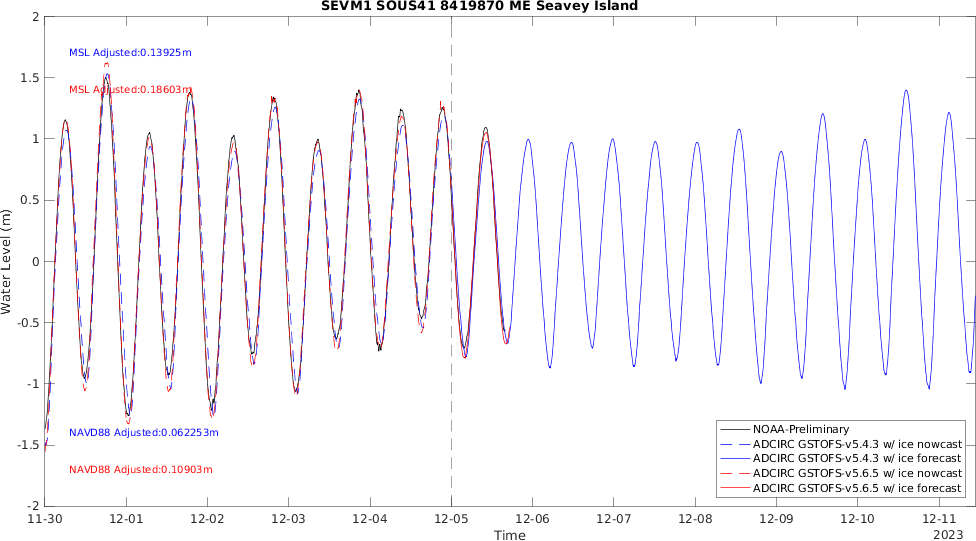 SEVM1 SOUS41 8419870 ME Seavey Island
2
1.5
1
0.5
0
-0.5
-1
-1.5
-2
Water Level (m)
MSL Adjusted:0.13925m
MSL Adjusted:0.18603m
NAVD88 Adjusted:0.062253m
NAVD88 Adjusted:0.10903m
NOAA-Preliminary
ADCIRC GSTOFS-v5.4.3 w/ ice nowcast
ADCIRC GSTOFS-v5.4.3 w/ ice forecast
ADCIRC GSTOFS-v5.6.5 w/ ice nowcast
ADCIRC GSTOFS-v5.6.5 w/ ice forecast
11-30 12-01 12-02 12-03 12-04 12-05 12-06 12-07 12-08 12-09 12-10 12-11
Time
2023